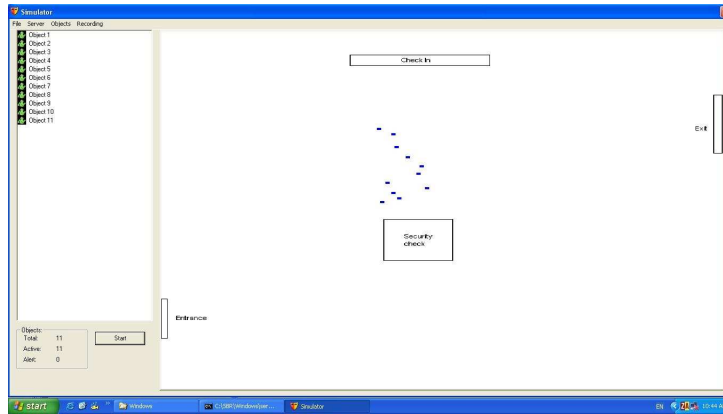 Simulator
File Server Objects Recording
Object 1
Object 2
Object 3
Object 4
Object 5
Object 6
Object 7
Object 8
Object 9
Object 10
Object 11
Check In
Exit
Security check
Entrance
Objects
Total: 11
Active: 11
Alert: 0
Start
start
Windows
Simulator
EN
10:44 A